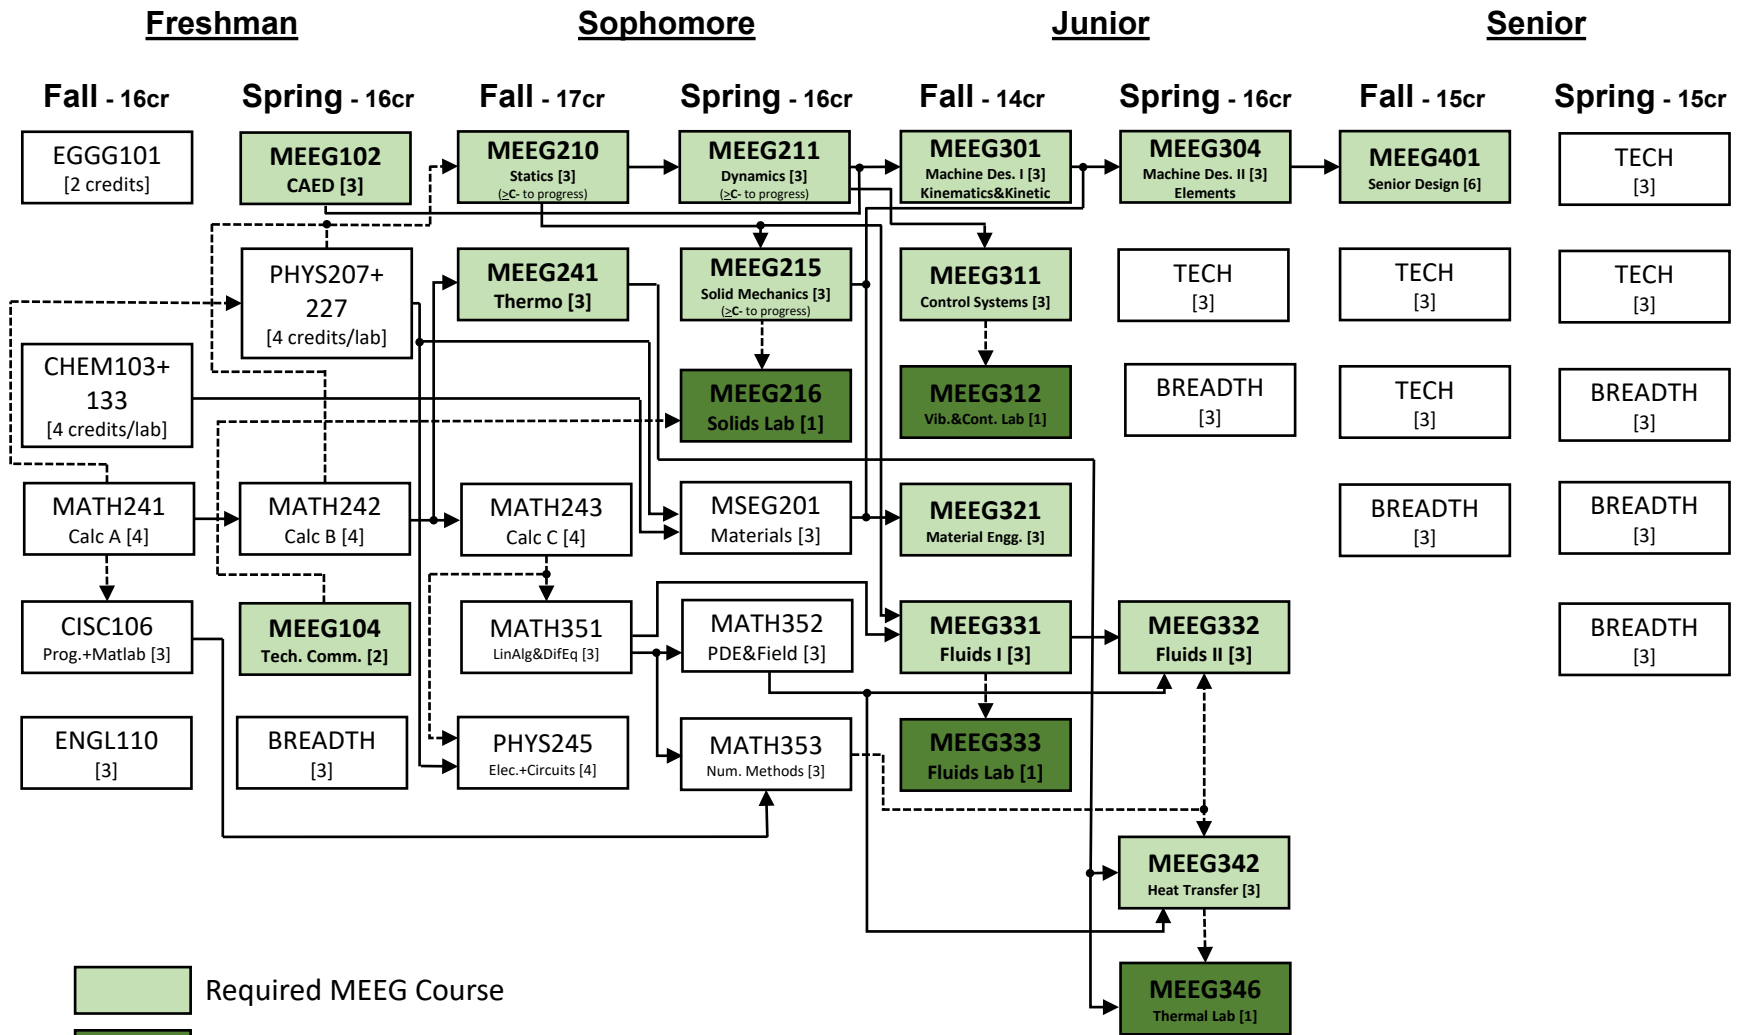 Freshman
Sophomore
Junior
Senior
Fall - 16cr
Spring - 16cr
Fall - 17cr
Spring - 16cr
Fall - 14cr
Spring - 16cr
Fall - 15cr
Spring - 15cr
EGGG101
[2 credits]
MEEG102
CAED [3]
MEEG210
Statics [3]
(≥C- to progress)
MEEG211
Dynamics [3]
(≥C- to progress)
MEEG301
Machine Des. I [3]
Kinematics&Kinetic
MEEG304
Machine Des. II [3]
Elements
MEEG401
Senior Design [6]
TECH
[3]
PHYS207+
227
[4 credits/lab]
MEEG241
Thermo [3]
MEEG215
Solid Mechanics [3]
(≥C- to progress)
MEEG311
Control Systems [3]
TECH
[3]
TECH
[3]
TECH
[3]
CHEM103+
133
[4 credits/lab]
MEEG216
Solids Lab [1]
MEEG312
Vib.&Cont. Lab [1]
BREADTH
[3]
TECH
[3]
BREADTH
[3]
MATH241
Calc A [4]
MATH242
Calc B [4]
MATH243
Calc C [4]
MSEG201
Materials [3]
MEEG321
Material Engg. [3]
BREADTH
[3]
BREADTH
[3]
CISC106
Prog.+Matlab [3]
MEEG104
Tech. Comm. [2]
MATH351
LinAlg&DifEq [3]
MATH352
PDE&Field [3]
MEEG331
Fluids I [3]
MEEG332
Fluids II [3]
BREADTH
[3]
ENGL110
[3]
BREADTH
[3]
PHYS245
Elec.+Circuits [4]
MATH353
Num. Methods [3]
MEEG333
Fluids Lab [1]
MEEG342
Heat Transfer [3]
MEEG346
Thermal Lab [1]
Required MEEG Course